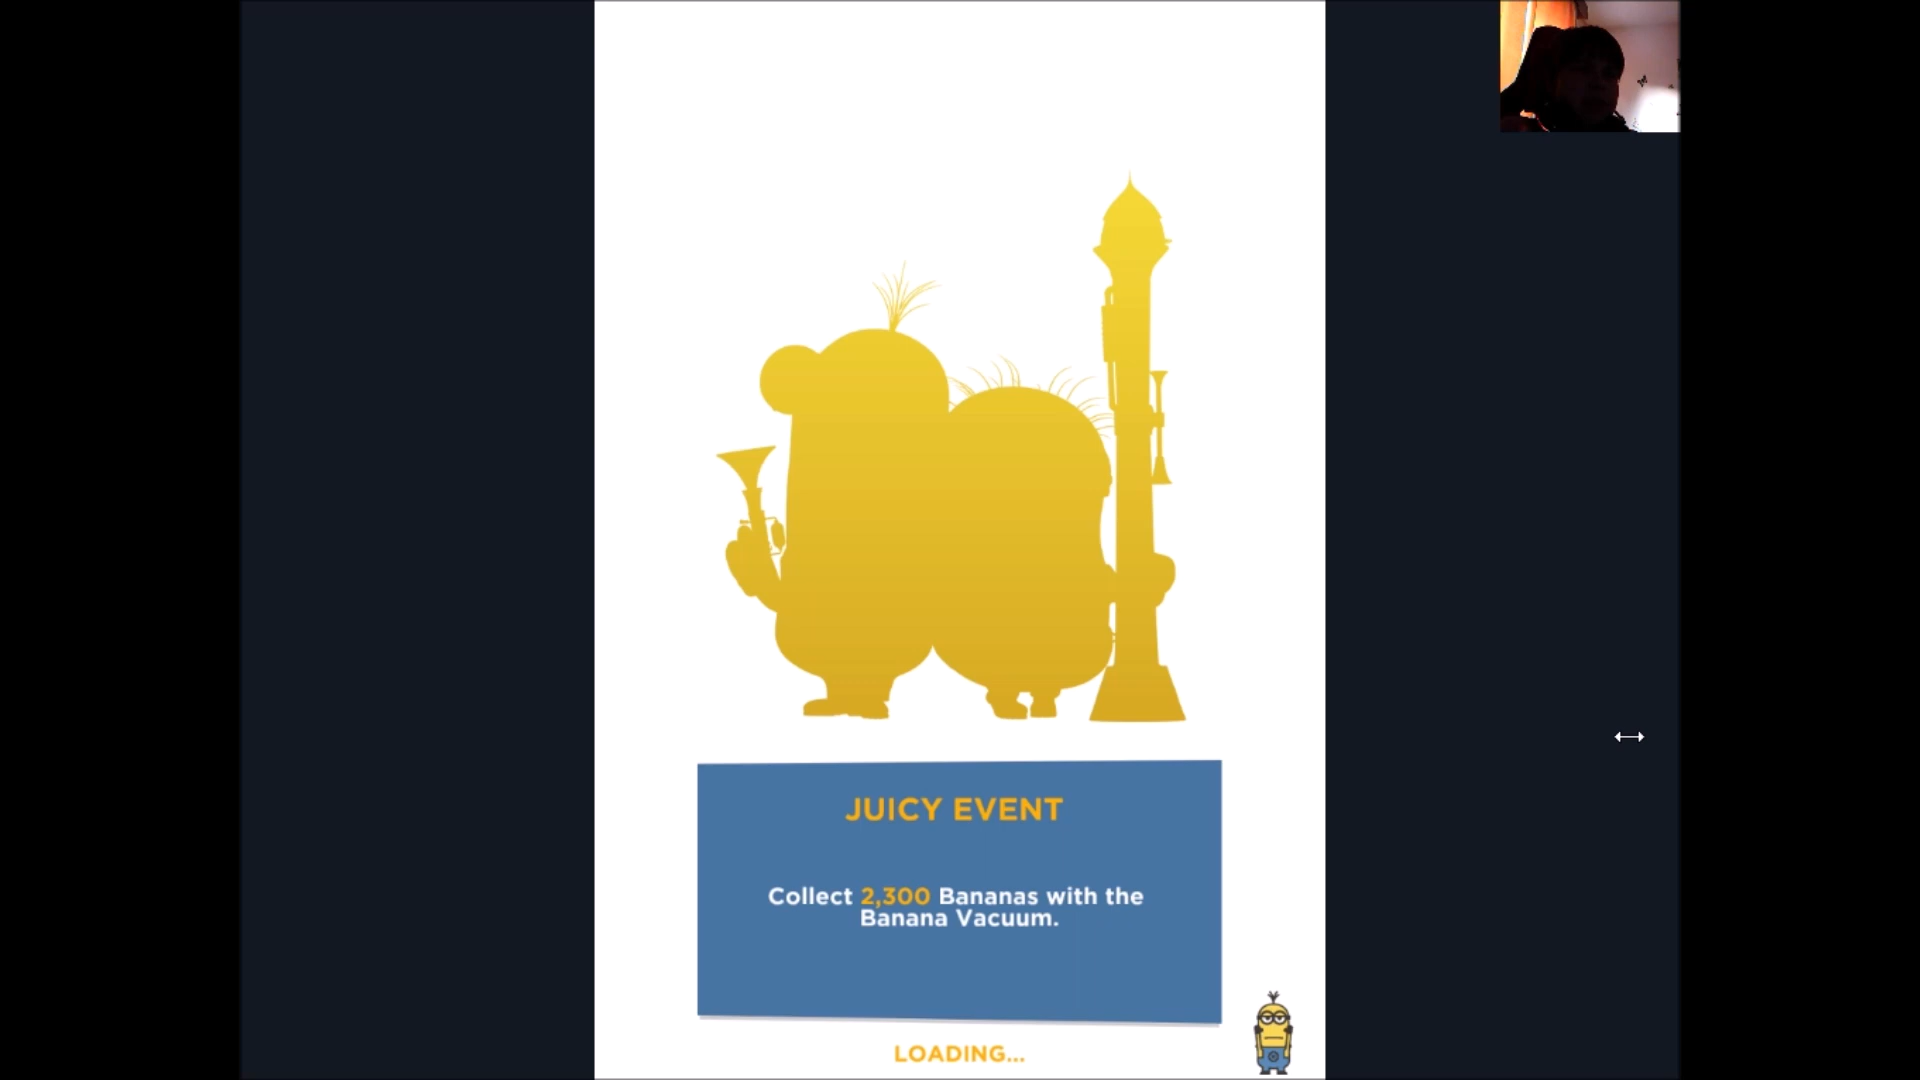 JUICY EVENT
Collect 2,300 Bananas with the
Banana Vacuum.
LOADING...